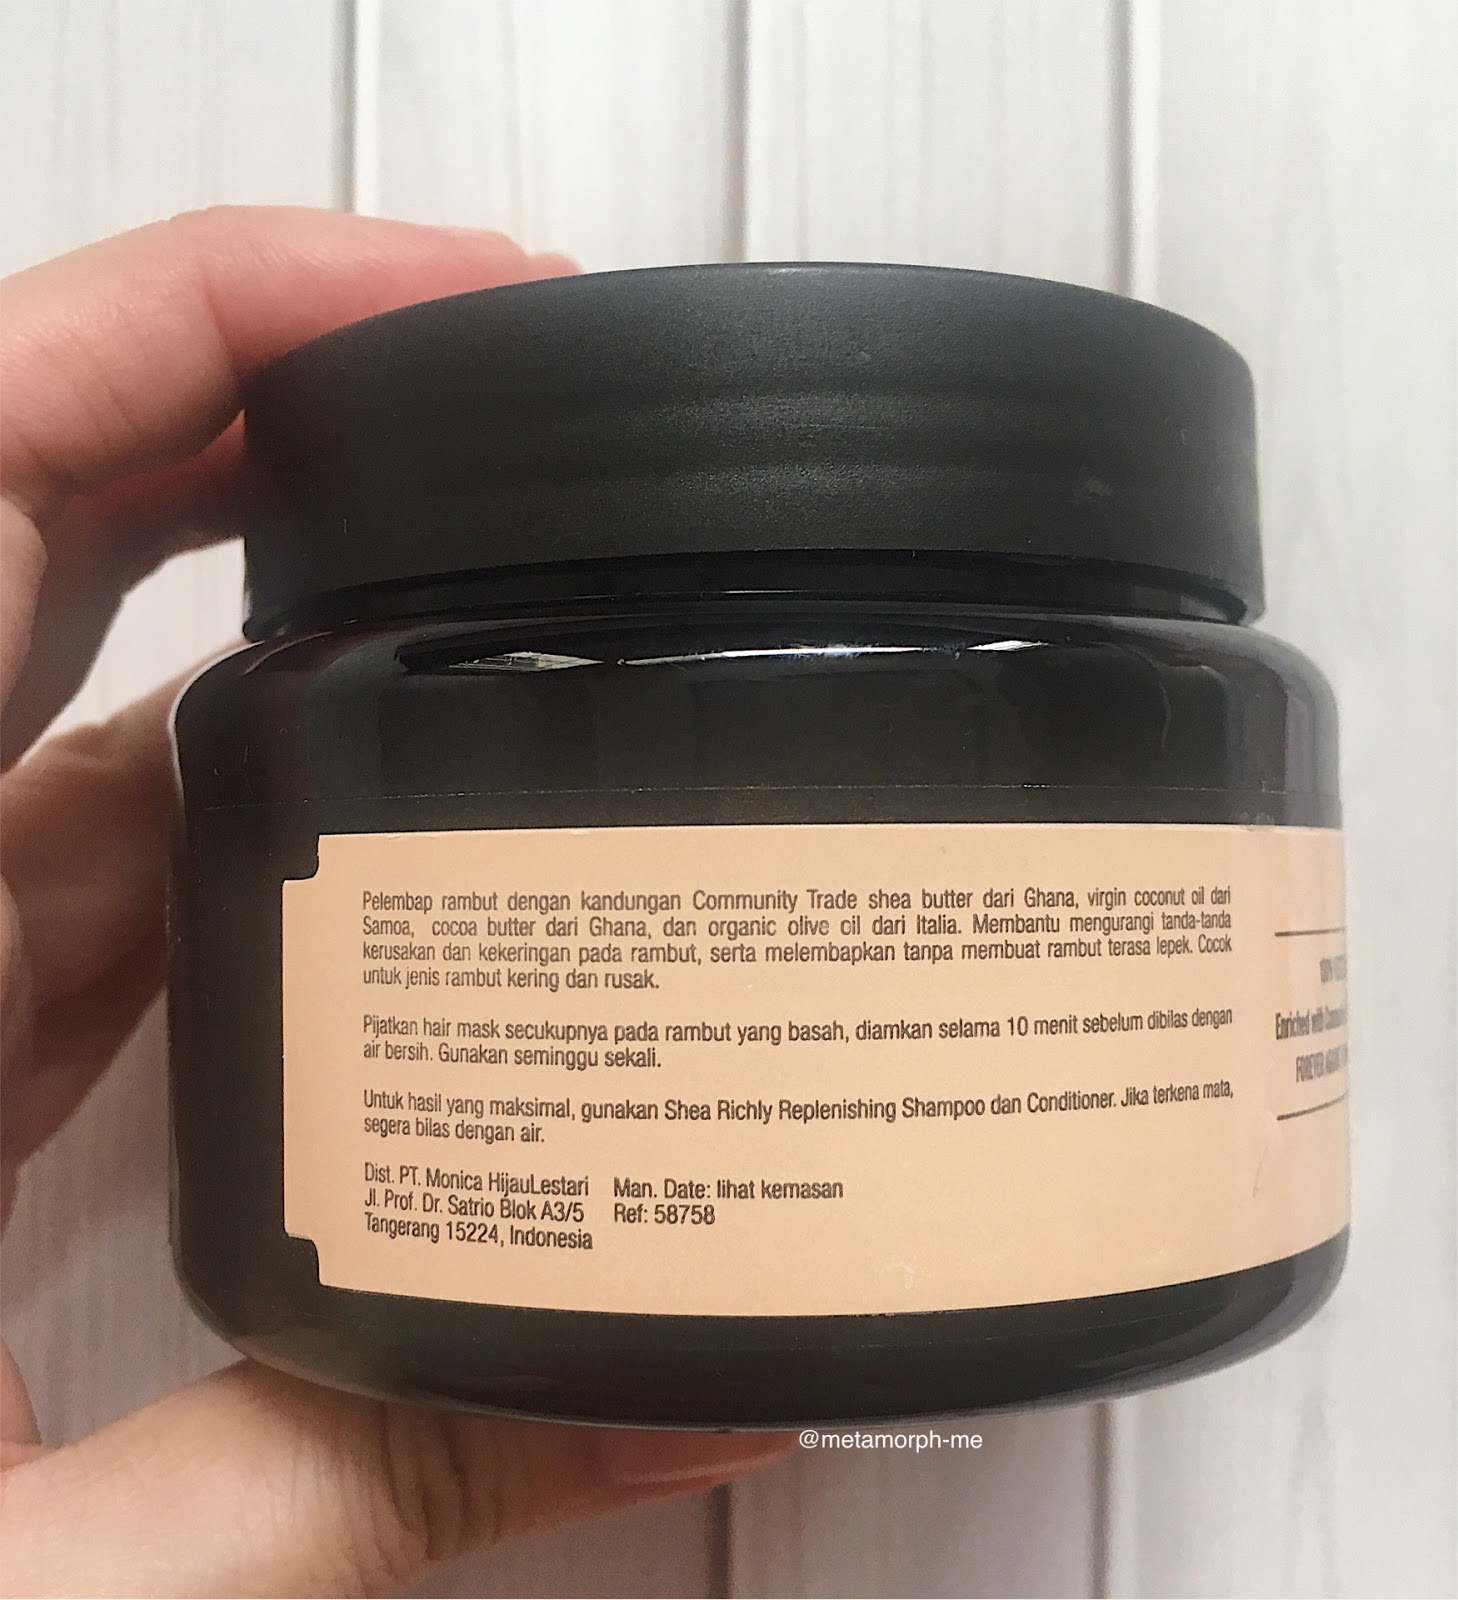 Pelembap rambut dengan kandungan Community Trade shea butter dari Ghana, virgin coconut oil dari
Samoa, cocoa butter dari Ghana, dan organic olive oil dari Italia. Membantu mengurangi tanda-tanda
kerusakan dan kekeringan pada rambut, serta melembapkan tanpa membuat rambut terasa lepek. Cocok
untuk jenis rambut kering dan rusak.
Pijatkan hair mask secukupnya pada rambut yang basah, diamkan selama 10 menit sebelum dibilas dengan
air bersih. Gunakan seminggu sekali.
Untuk hasil yang maksimal, gunakan Shea Richly Replenishing Shampoo dan Conditioner. Jika terkena mata,
segera bilas dengan air.
Dist. PT. Monica HijauLestari
Jl. Prof. Dr. Satrio Blok A3/5
Tangerang 15224, Indonesia
Man. Date: lihat kemasan
Ref: 58758
Enriched with
FOREVER
@metamorph-me